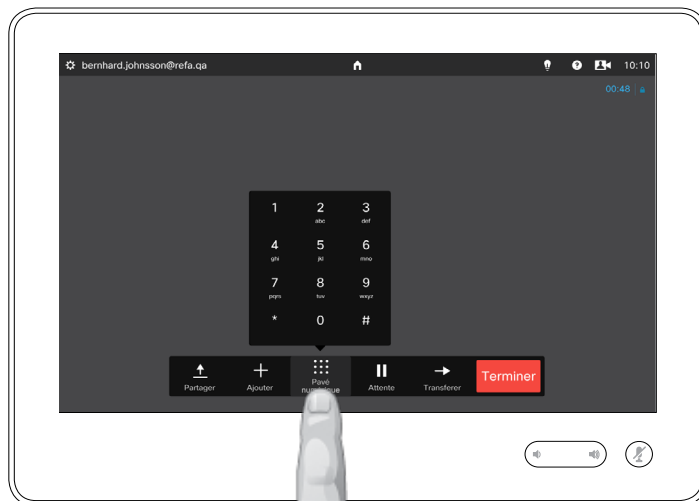 bernhard.johnsson@refa.qa 10:10
00:48
1 2 3
abc def
4 5 6
ghi jkl mno
7 8 9
pqrs tuv wxyz
* 0 #
Partager Ajouter Pavé numérique Attente Transferer Terminer